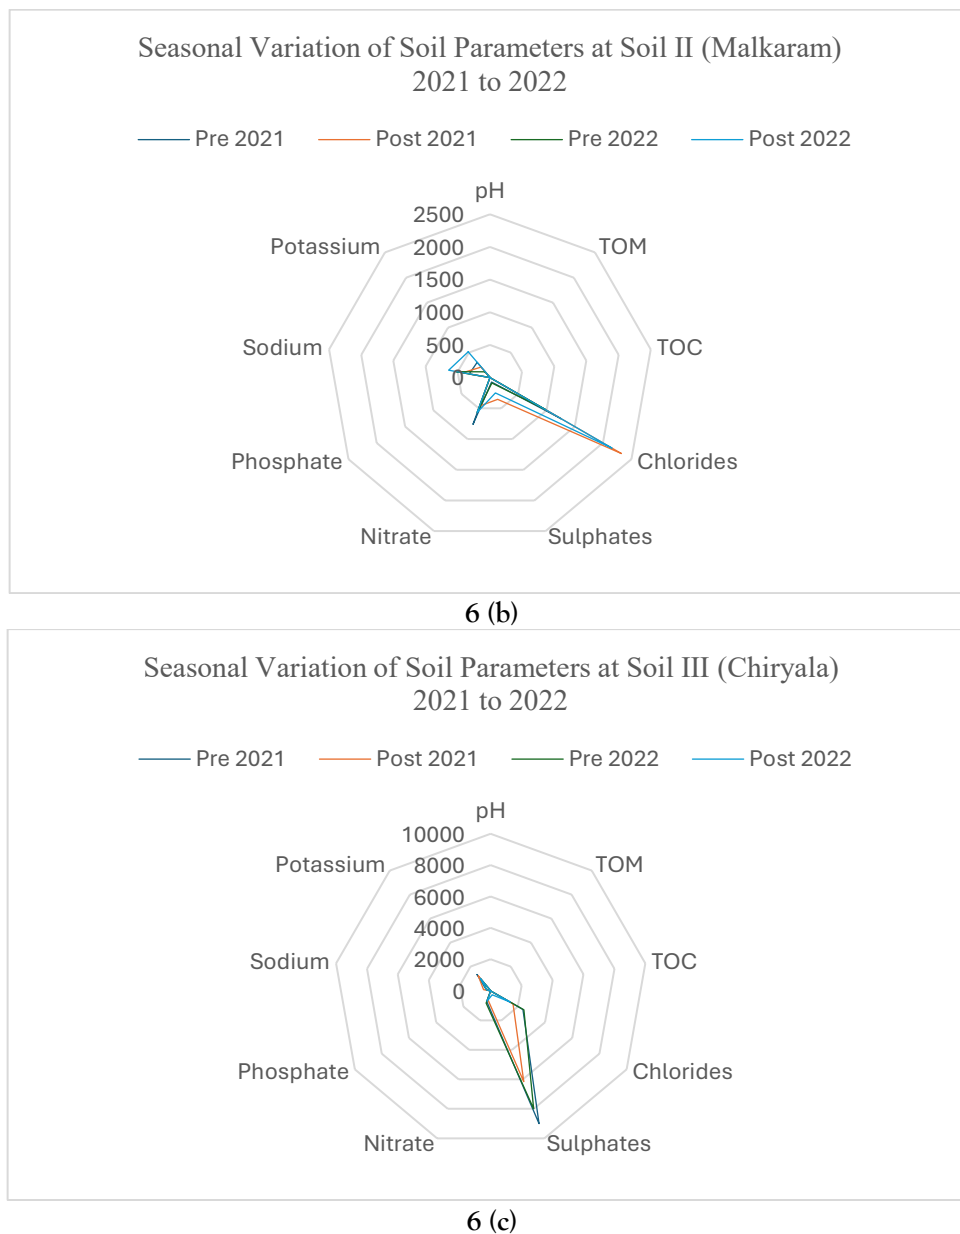 Seasonal Variation of Soil Parameters at Soil II (Malkaram)
2021 to 2022
Pre 2021 Post 2021 Pre 2022 Post 2022
pH
2500
Potassium TOM
2000
1500
1000
Sodium TOC
500
0
Phosphate Chlorides
Nitrate Sulphates
6 (b)
Seasonal Variation of Soil Parameters at Soil III (Chiryala)
2021 to 2022
Pre 2021 Post 2021 Pre 2022 Post 2022
pH
10000
Potassium TOM
8000
6000
4000
Sodium TOC
2000
0
Phosphate Chlorides
Nitrate Sulphates
6 (c)